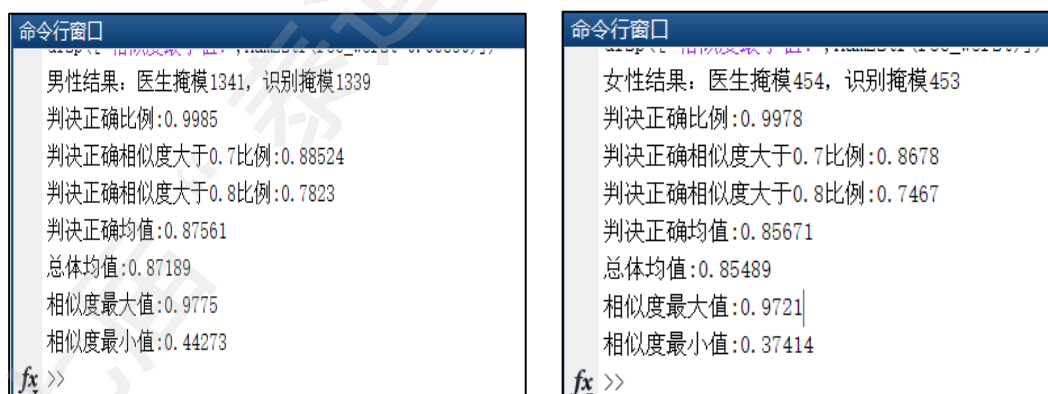 命令行窗口
男性结果：医生掩模1341，识别掩模1339
判决正确比例:0.9985
判决正确相似度大于0.7比例:0.88524
判决正确相似度大于0.8比例:0.7823
判决正确均值:0.87561
总体均值:0.87189
相似度最大值:0.9775
相似度最小值:0.44273
fx >>
命令行窗口
女性结果：医生掩模454，识别掩模453
判决正确比例:0.9978
判决正确相似度大于0.7比例:0.8678
判决正确相似度大于0.8比例:0.7467
判决正确均值:0.85671
总体均值:0.85489
相似度最大值:0.9721
相似度最小值:0.37414
fx >>